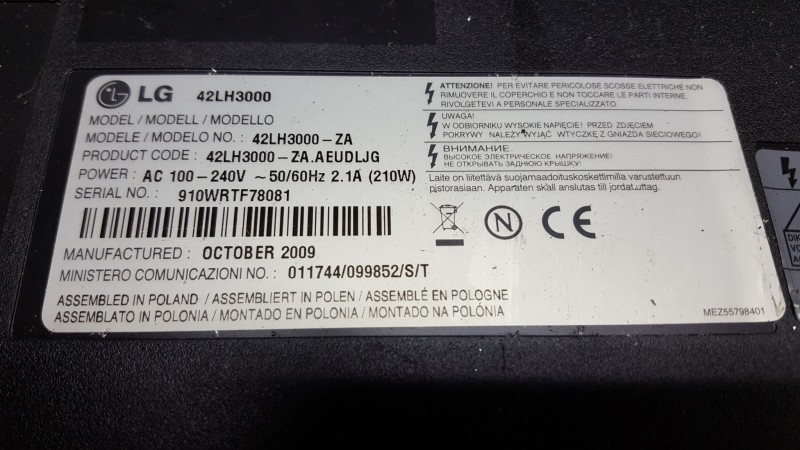 LG 42LH3000
MODEL / MODELL / MODELLO
MODELE / MODELO NO. : 42LH3000-ZA
PRODUCT CODE : 42LH3000-ZA.AEUDLJG
POWER : AC 100-240V ~50/60Hz 2.1A (210W)
SERIAL NO. : 910WRTF78081
MANUFACTURED : OCTOBER 2009
MINISTERO COMUNICAZIONI NO. : 011744/099852/S/T
ASSEMBLED IN POLAND / ASSEMBLIERT IN POLEN / ASSEMBLÉ EN POLOGNE
ASSEMBLATO IN POLONIA / MONTADO EN POLONIA / MONTADO NA POLÓNIA
ATTENZIONE! PER EVITARE PERICOLOSE SCOSSE ELETTRICHE NON
RIMUOVERE IL COPERCHIO E NON TOCCARE LE PARTI INTERNE.
RIVOLGETEVI A PERSONALE SPECIALIZZATO.
UWAGA!
W ODBIORNIKU WYSOKIE NAPIĘCIE! PRZED ZDJĘCIEM
POKRYWY NALEŻY WYJĄĆ WTYCZKĘ Z GNIAZDA SIECIOWEGO!
ВНИМАНИЕ
ВЫСОКОЕ ЭЛЕКТРИЧЕСКОЕ НАПРЯЖЕНИЕ!
НЕ ОТКРЫВАТЬ ЗАДНЮЮ КРЫШКУ!
Laite on liitettävä suojamaadoituskoskettimilla varustettuun
pistorasiaan. Apparaten skall anslutas till jordat uttag.
N CE
MEZ55798401